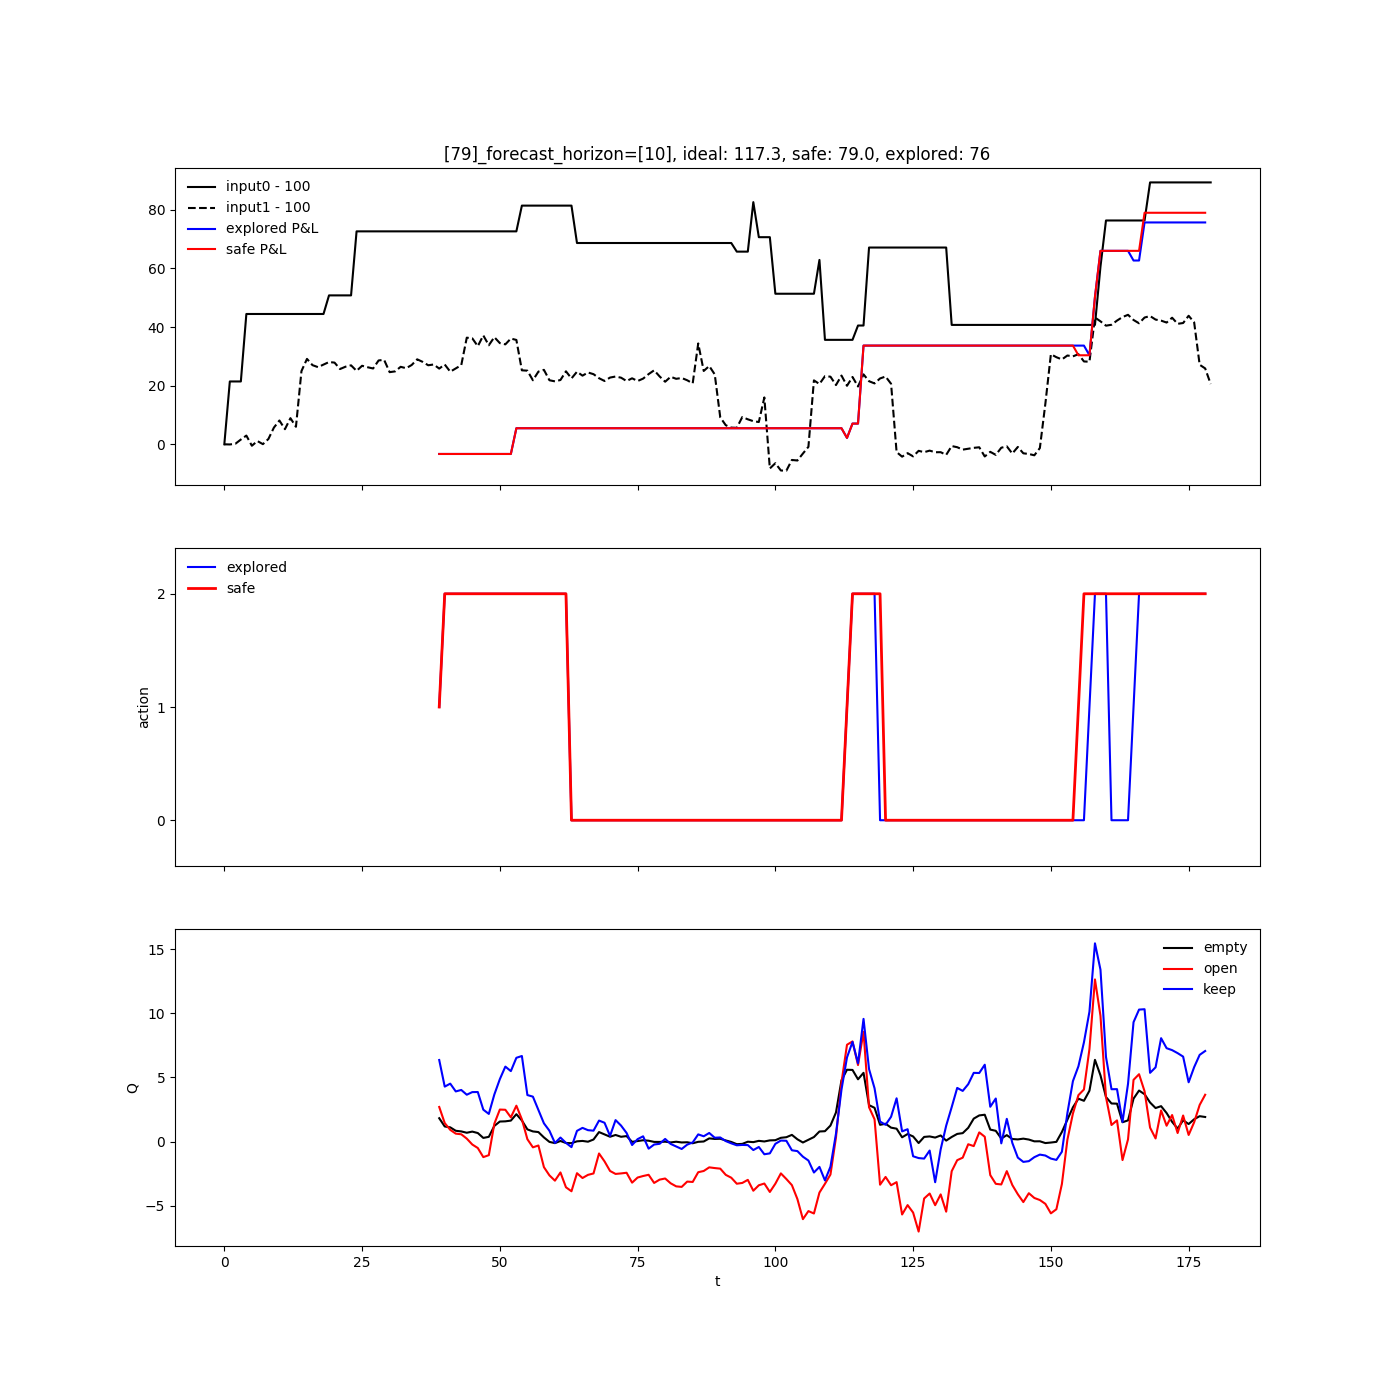 [79]_forecast_horizon=[10], ideal: 117.3, safe: 79.0, explored: 76
input0 - 100
input1 - 100
explored P&L
safe P&L
80
60
40
20
0
explored
safe
action
2
1
0
empty
open
keep
Q
15
10
5
0
−5
0 25 50 75 100 125 150 175
t